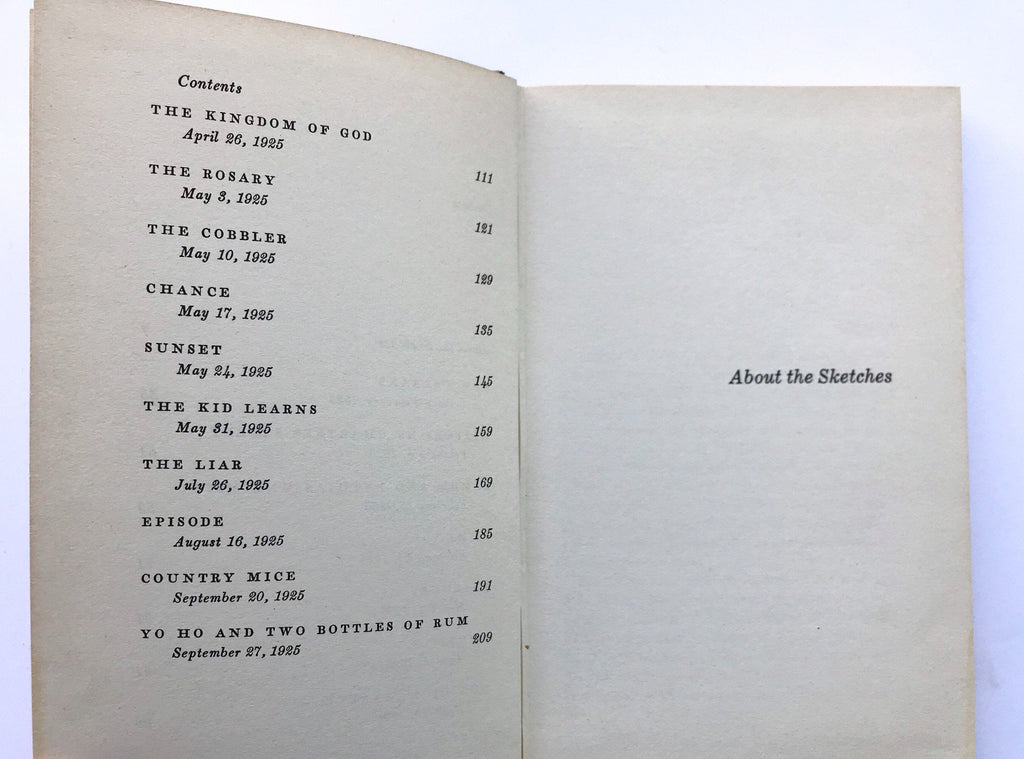 Contents
THE KINGDOM OF GOD
April 26, 1925 111
THE ROSARY
May 3, 1925 121
THE COBBLER
May 10, 1925 129
CHANCE
May 17, 1925 135
SUNSET
May 24, 1925 145
THE KID LEARNS
May 31, 1925 159
THE LIAR
July 26, 1925 169
EPISODE
August 16, 1925 185
COUNTRY MICE
September 20, 1925 191
YO HO AND TWO BOTTLES OF RUM
September 27, 1925 209
About the Sketches